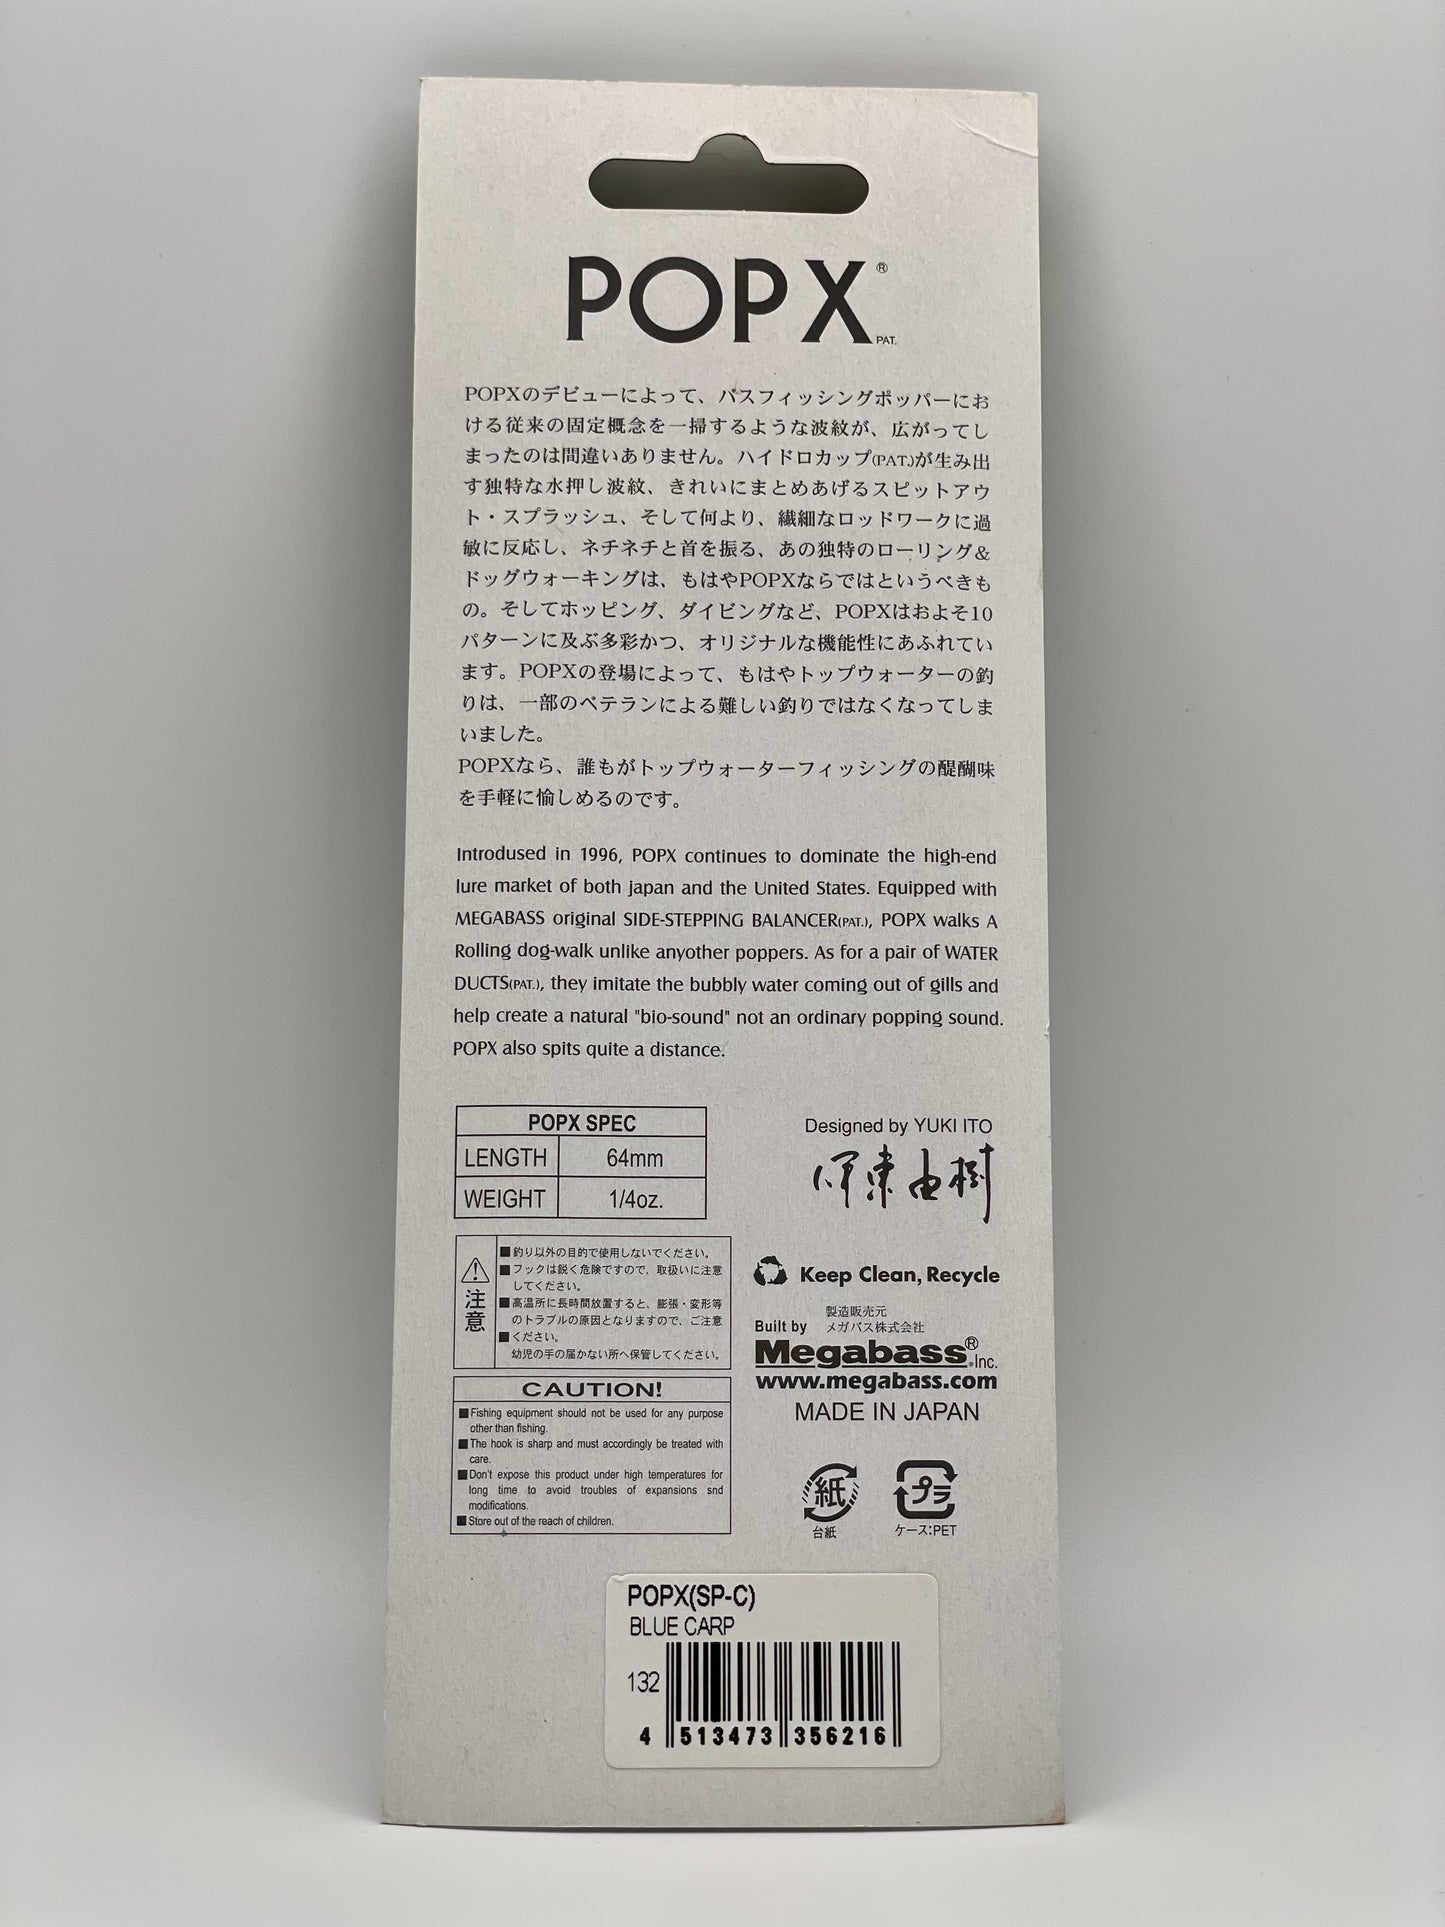 POPX®
PAT.
POPXのデビューによって、バスフィッシングポッパーにお
ける従来の固定概念を一掃するような波紋が、広がってし
まったのは間違いありません。ハイドロカップ(PAT.)が生み出
す独特な水押し波紋、きれいにまとめあげるスピットアウ
ト・スプラッシュ、そして何より、繊細なロッドワークに過
敏に反応し、ネチネチと首を振る、あの独特のローリング＆
ドッグウォーキングは、もはやPOPXならではというべきも
の。そしてホッピング、ダイビングなど、POPXはおよそ10
パターンに及ぶ多彩かつ、オリジナルな機能性にあふれてい
ます。POPXの登場によって、もはやトップウォーターの釣
りは、一部のベテランによる難しい釣りではなくなってしま
いました。
POPXなら、誰もがトップウォーターフィッシングの醍醐味
を手軽に愉しめるのです。
Introdused in 1996, POPX continues to dominate the high-end
lure market of both japan and the United States. Equipped with
MEGABASS original SIDE-STEPPING BALANCER(PAT.), POPX walks A
Rolling dog-walk unlike anyother poppers. As for a pair of WATER
DUCTS(PAT.), they imitate the bubbly water coming out of gills and
help create a natural "bio-sound" not an ordinary popping sound.
POPX also spits quite a distance.
POPX SPEC
LENGTH 64mm
WEIGHT 1/4oz.
Designed by YUKI ITO
伊東由樹
注意
■釣り以外の目的で使用しないでください。
■フックは鋭く危険ですので、取扱いに注意
してください。
■高温所に長時間放置すると、膨張・変形等
のトラブルの原因となりますので、ご注意
■ください。
幼児の手の届かない所へ保管してください。
Keep Clean, Recycle
製造販売元
Built by メガバス株式会社
Megabass® Inc.
www.megabass.com
MADE IN JAPAN
CAUTION!
■Fishing equipment should not be used for any purpose
other than fishing.
■The hook is sharp and must accordingly be treated with
care.
■Don't expose this product under high temperatures for
long time to avoid troubles of expansions snd
modifications.
■Store out of the reach of children.
紙
台紙
プラ
ケース:PET
POPX(SP-C)
BLUE CARP
132
4 513473 356216